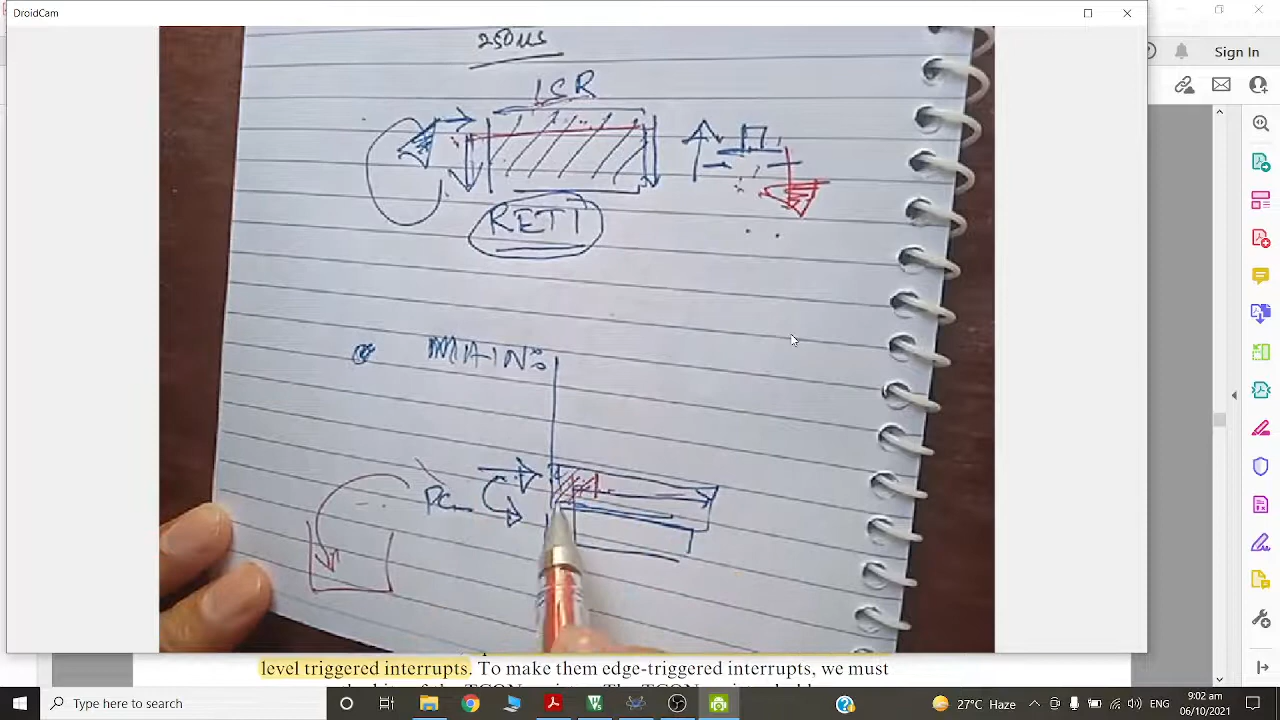 DroidCam
Sign In
250us
ISR
RETI
MAIN:
PC
level triggered interrupts. To make them edge-triggered interrupts, we must
Type here to search
27°C Haze
9:02 am
06/10/2021